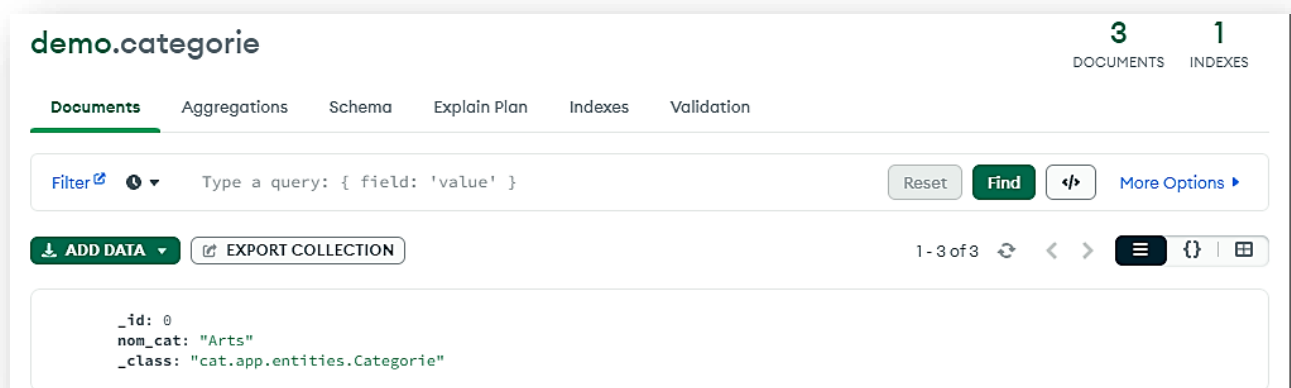 demo.categorie
3 1
DOCUMENTS INDEXES
Documents Aggregations Schema Explain Plan Indexes Validation
Filter Type a query: { field: 'value' } Reset Find </> More Options
ADD DATA EXPORT COLLECTION 1 - 3 of 3 {}
_id: 0
nom_cat: "Arts"
_class: "cat.app.entities.Categorie"